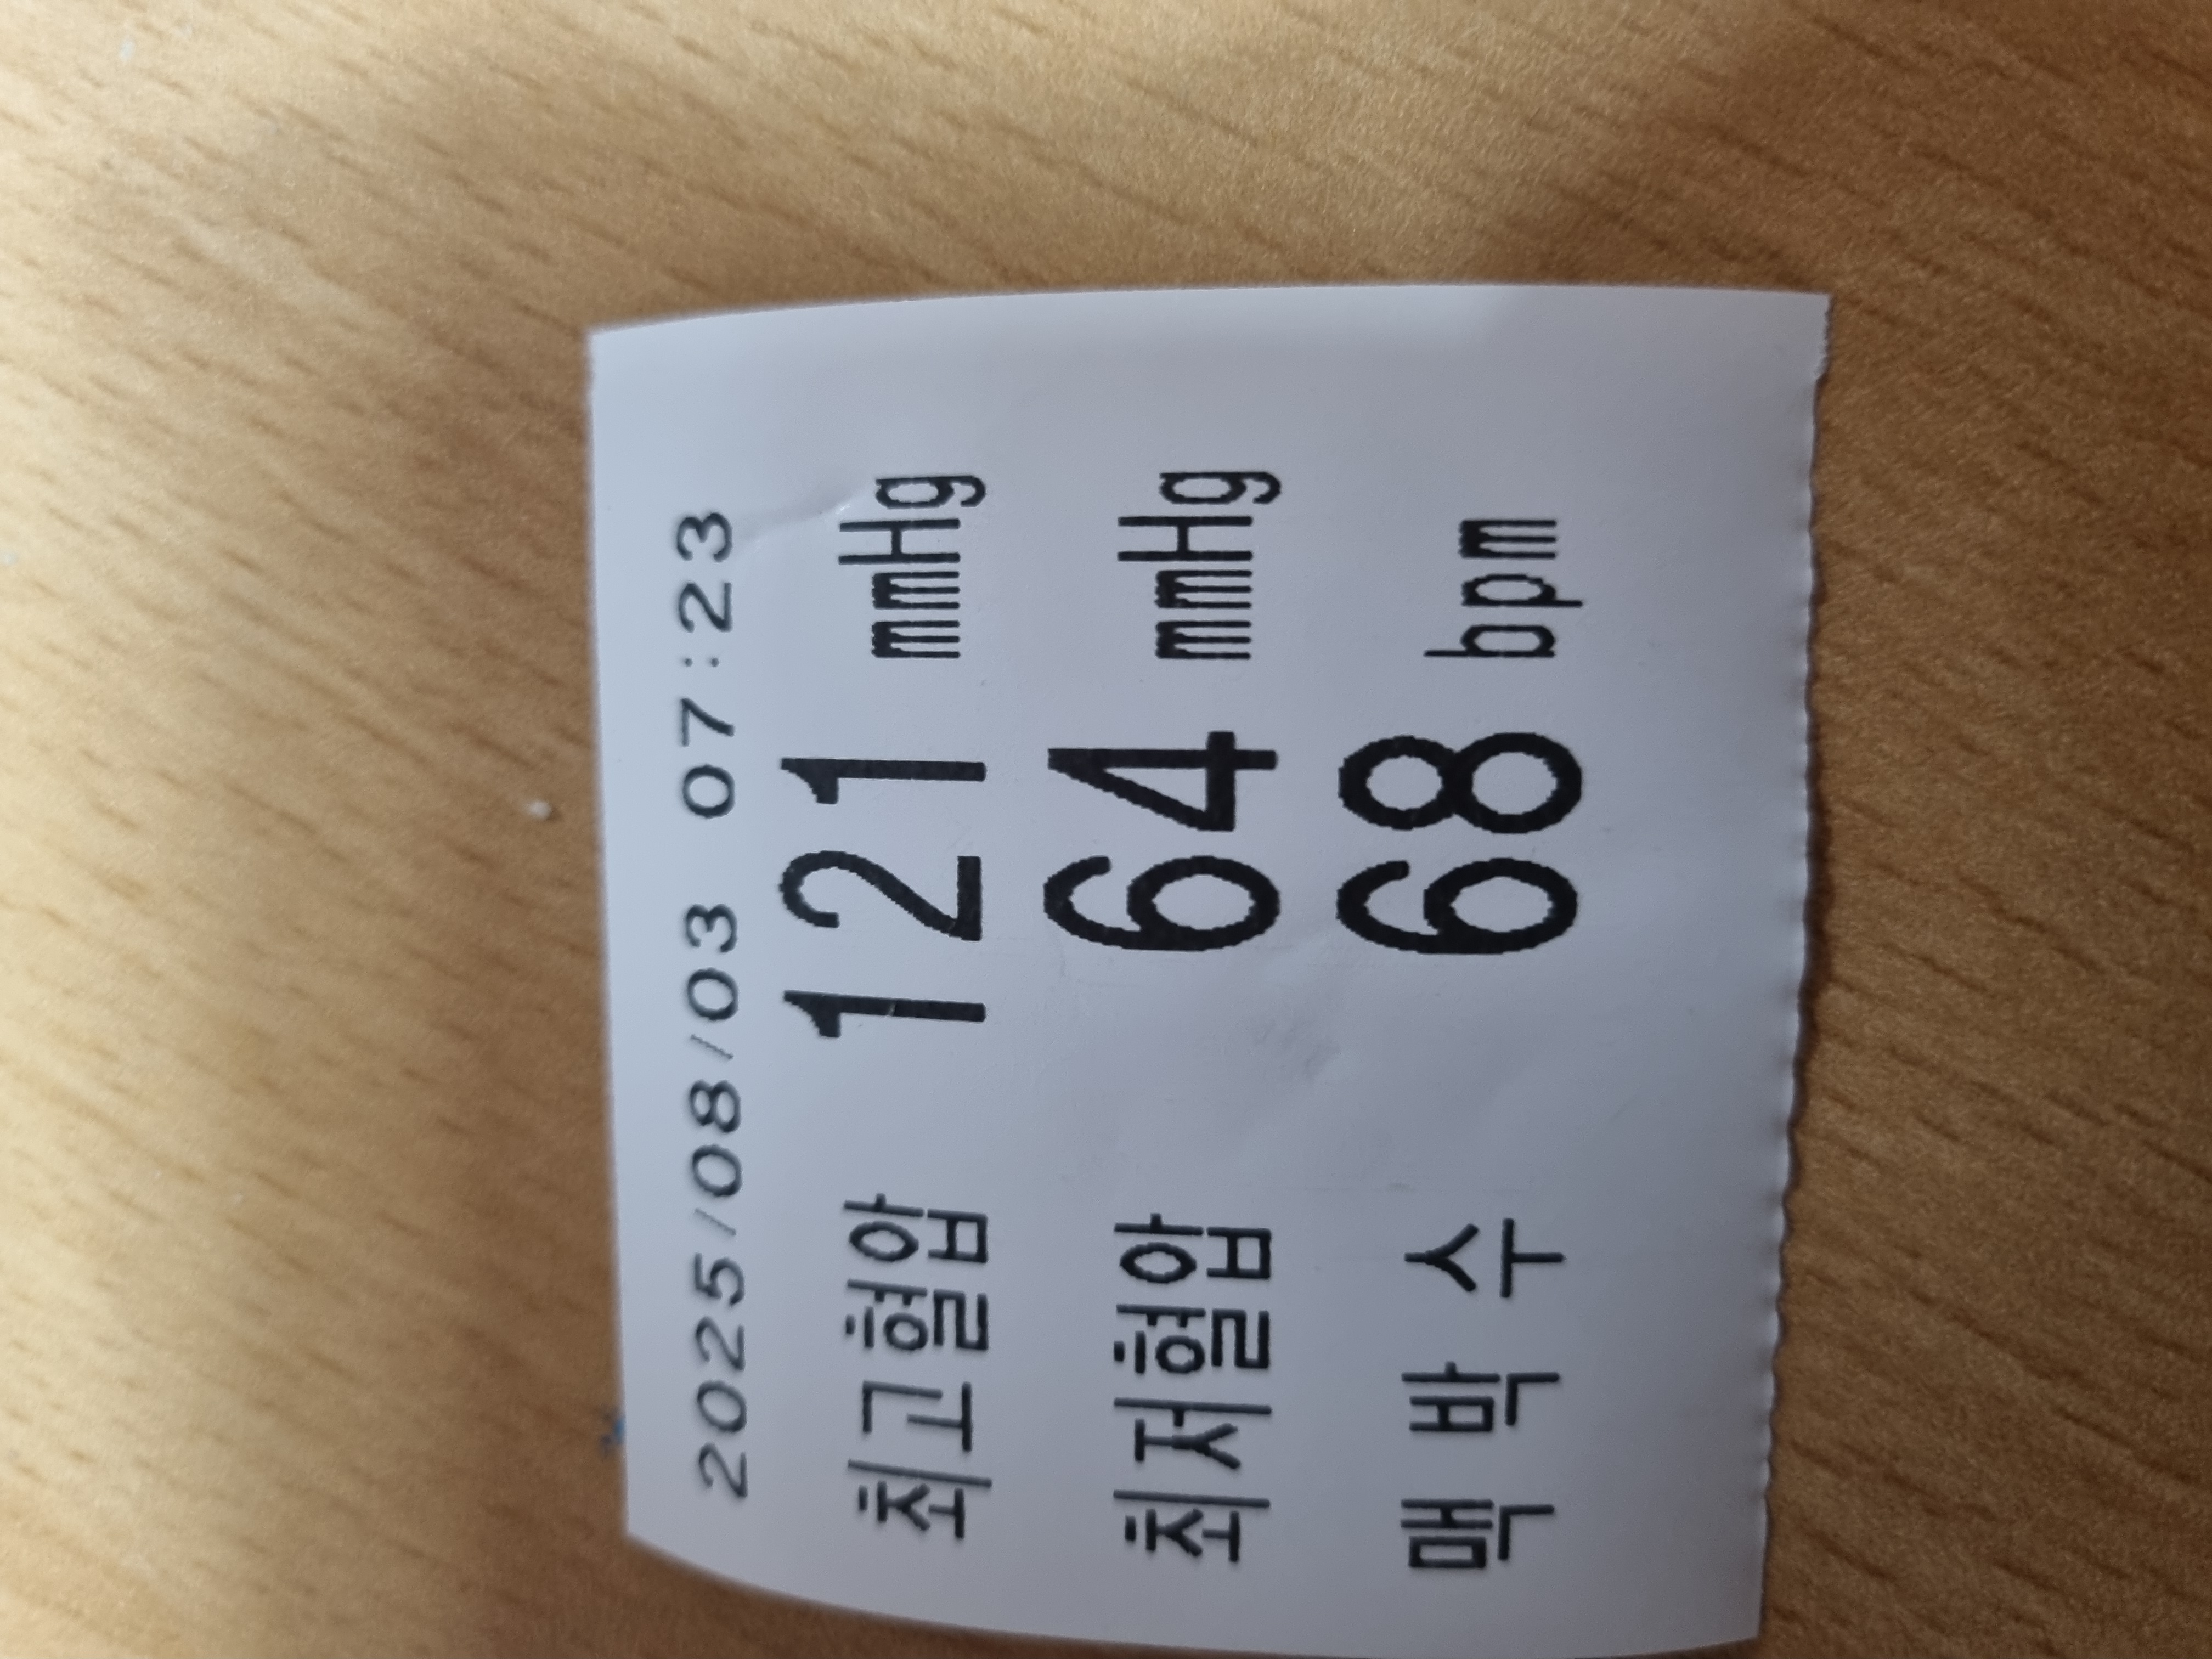 2025/08/03 07:23
최고혈압 121 mmHg
최저혈압 64 mmHg
맥 박 수 68 bpm